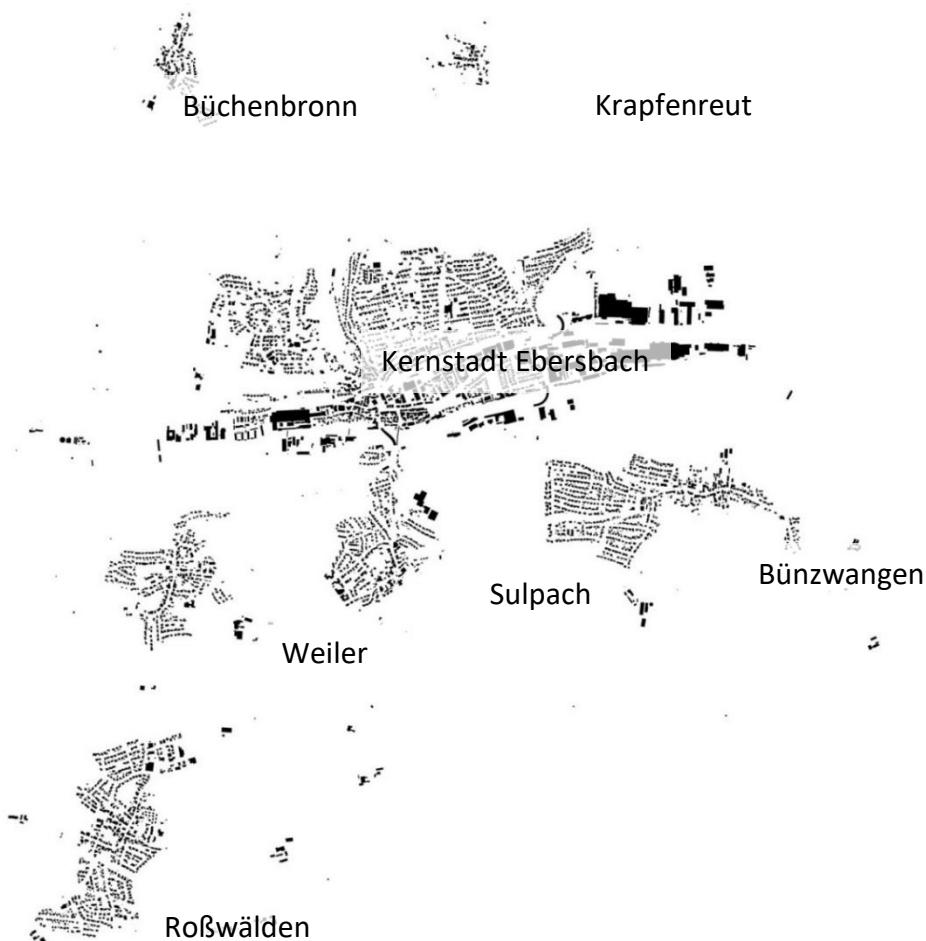 Büchenbronn
Krapfenreut
Kernstadt Ebersbach
Bünzwangen
Sulpach
Weiler
Roßwälden